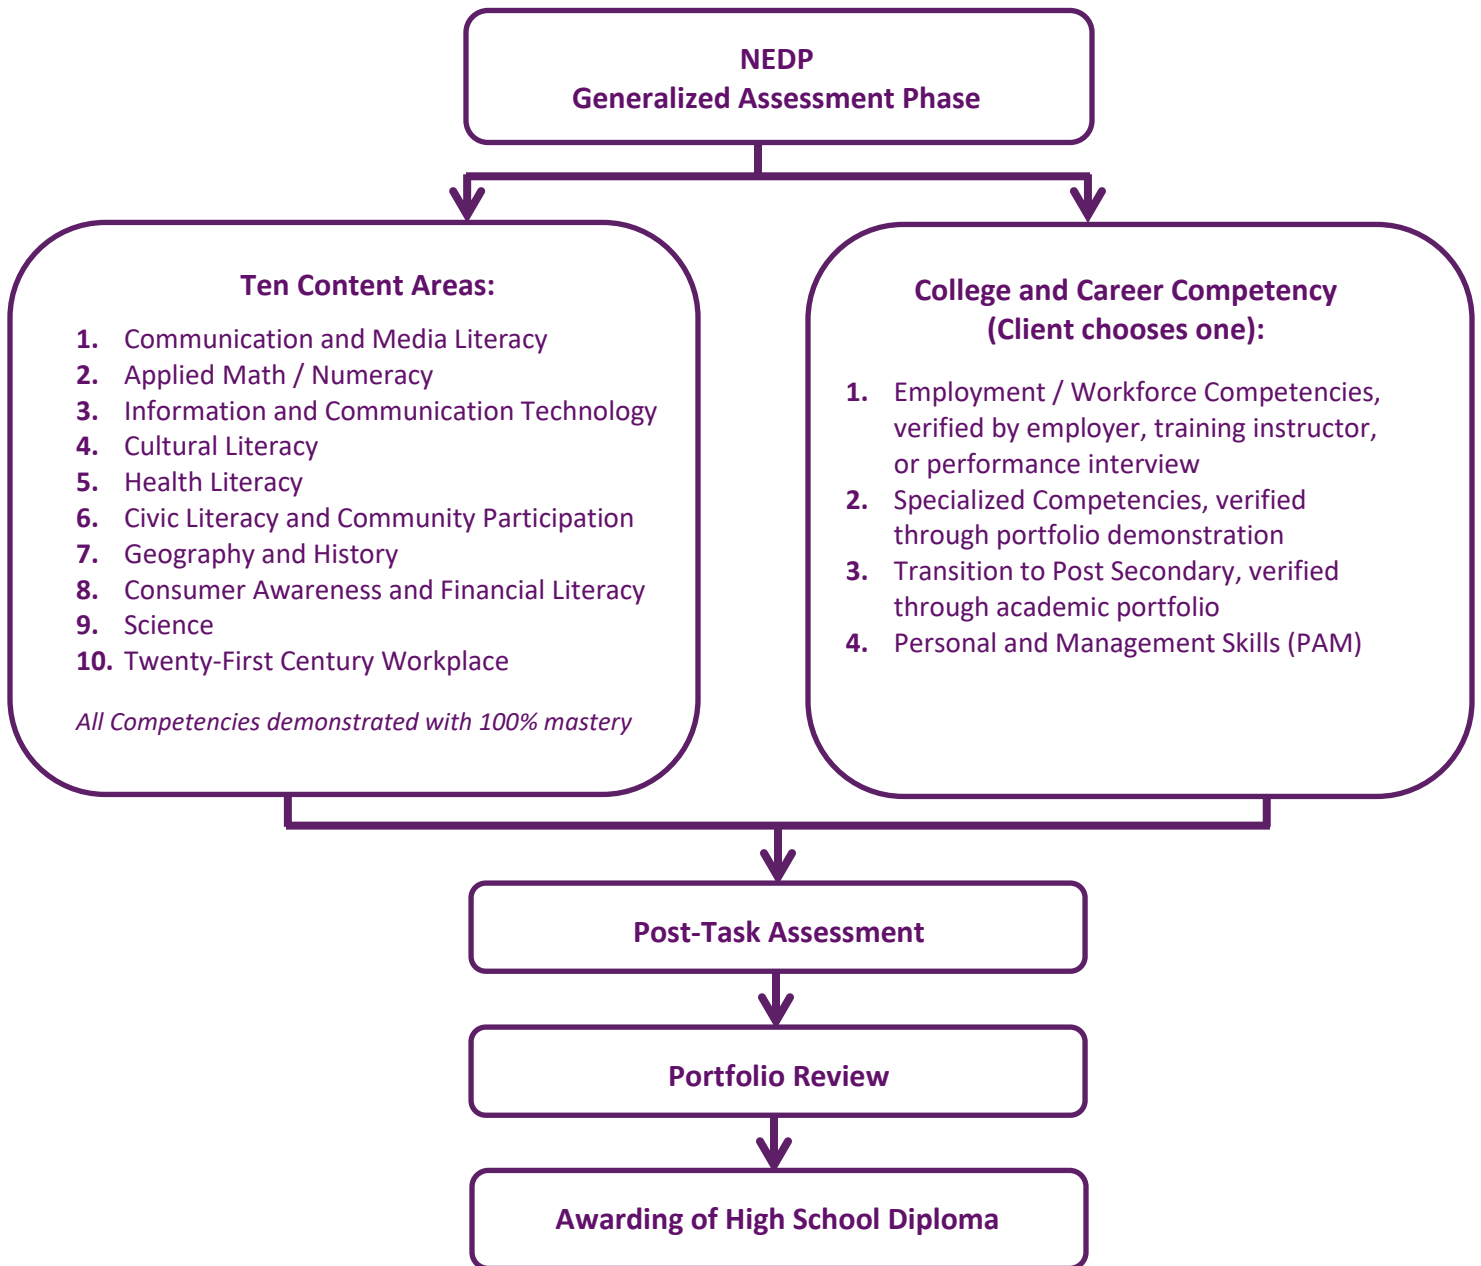 NEDP
Generalized Assessment Phase
Ten Content Areas:
1. Communication and Media Literacy
2. Applied Math / Numeracy
3. Information and Communication Technology
4. Cultural Literacy
5. Health Literacy
6. Civic Literacy and Community Participation
7. Geography and History
8. Consumer Awareness and Financial Literacy
9. Science
10. Twenty-First Century Workplace
All Competencies demonstrated with 100% mastery
College and Career Competency
(Client chooses one):
1. Employment / Workforce Competencies,
verified by employer, training instructor,
or performance interview
2. Specialized Competencies, verified
through portfolio demonstration
3. Transition to Post Secondary, verified
through academic portfolio
4. Personal and Management Skills (PAM)
Post-Task Assessment
Portfolio Review
Awarding of High School Diploma